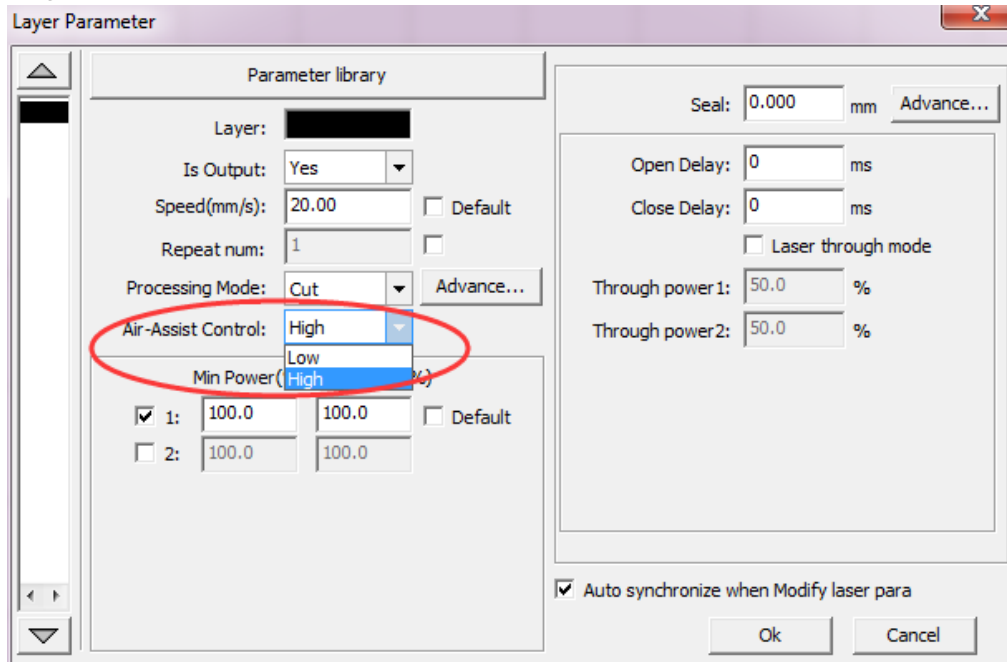 Layer Parameter
Parameter library
Layer:
Is Output: Yes
Speed(mm/s): 20.00 Default
Repeat num: 1
Processing Mode: Cut Advance...
Air-Assist Control: High
Low
High
Min Power( %)
1: 100.0 100.0 Default
2: 100.0 100.0
Seal: 0.000 mm Advance...
Open Delay: 0 ms
Close Delay: 0 ms
Laser through mode
Through power1: 50.0 %
Through power2: 50.0 %
Auto synchronize when Modify laser para
Ok Cancel